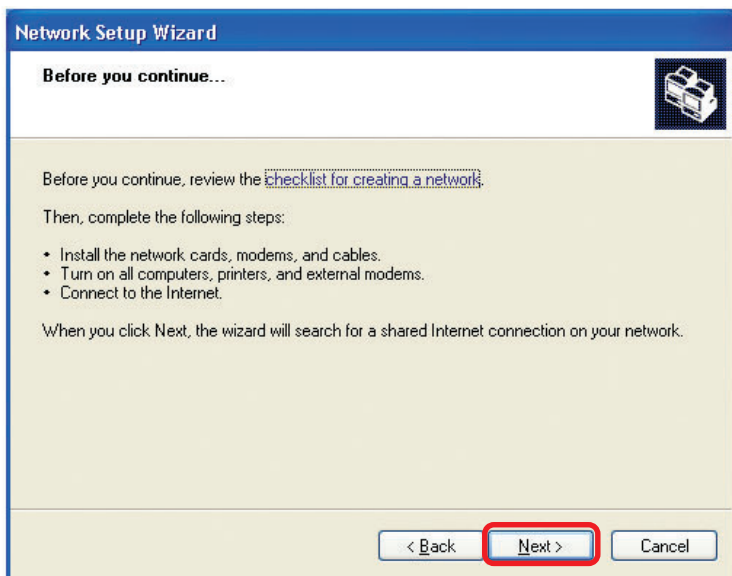 Network Setup Wizard
Before you continue...
Before you continue, review the checklist for creating a network.
Then, complete the following steps:
• Install the network cards, modems, and cables.
• Turn on all computers, printers, and external modems.
• Connect to the Internet.
When you click Next, the wizard will search for a shared Internet connection on your network.
< Back Next > Cancel